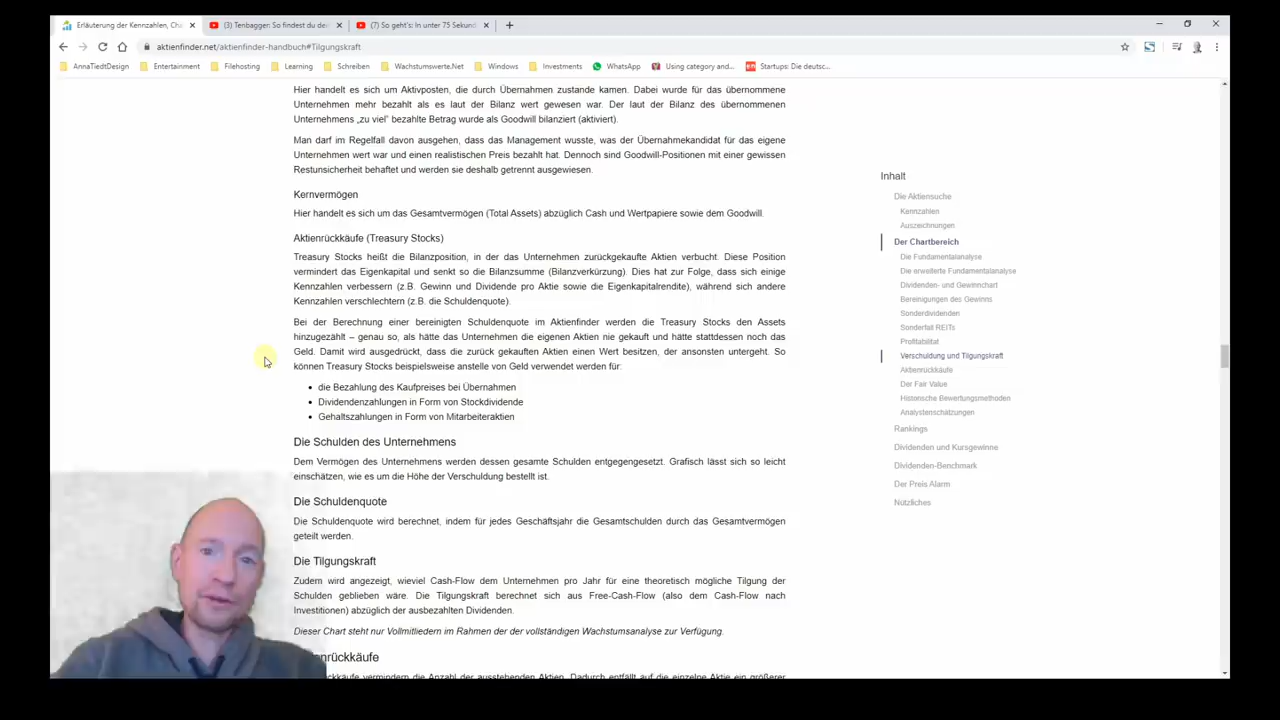 Erläuterung der Kennzahlen, Cha
(3) Tenbagger: So findest du de
(7) So geht's: In unter 75 Sekund
aktienfinder.net/aktienfinder-handbuch#Tilgungskraft
AnnaTiedtDesign Entertainment Filehosting Learning Schreiben Wachstumswerte.Net Windows Investments WhatsApp Using category and... Startups: Die deutsc...
Hier handelt es sich um Aktivposten, die durch Übernahmen zustande kamen. Dabei wurde für das übernommene
Unternehmen mehr bezahlt als es laut der Bilanz wert gewesen war. Der laut der Bilanz des übernommenen
Unternehmens „zu viel“ bezahlte Betrag wurde als Goodwill bilanziert (aktiviert).
Man darf im Regelfall davon ausgehen, dass das Management wusste, was der Übernahmekandidat für das eigene
Unternehmen wert war und einen realistischen Preis bezahlt hat. Dennoch sind Goodwill-Positionen mit einer gewissen
Restunsicherheit behaftet und werden sie deshalb getrennt ausgewiesen.
Kernvermögen
Hier handelt es sich um das Gesamtvermögen (Total Assets) abzüglich Cash und Wertpapiere sowie dem Goodwill.
Aktienrückkäufe (Treasury Stocks)
Treasury Stocks heißt die Bilanzposition, in der das Unternehmen zurückgekaufte Aktien verbucht. Diese Position
vermindert das Eigenkapital und senkt so die Bilanzsumme (Bilanzverkürzung). Dies hat zur Folge, dass sich einige
Kennzahlen verbessern (z.B. Gewinn und Dividende pro Aktie sowie die Eigenkapitalrendite), während sich andere
Kennzahlen verschlechtern (z.B. die Schuldenquote).
Bei der Berechnung einer bereinigten Schuldenquote im Aktienfinder werden die Treasury Stocks den Assets
hinzugezählt – genau so, als hätte das Unternehmen die eigenen Aktien nie gekauft und hätte stattdessen noch das
Geld. Damit wird ausgedrückt, dass die zurück gekauften Aktien einen Wert besitzen, der ansonsten untergeht. So
können Treasury Stocks beispielsweise anstelle von Geld verwendet werden für:
• die Bezahlung des Kaufpreises bei Übernahmen
• Dividendenzahlungen in Form von Stockdividende
• Gehaltszahlungen in Form von Mitarbeiteraktien
Die Schulden des Unternehmens
Dem Vermögen des Unternehmens werden dessen gesamte Schulden entgegengesetzt. Grafisch lässt sich so leicht
einschätzen, wie es um die Höhe der Verschuldung bestellt ist.
Die Schuldenquote
Die Schuldenquote wird berechnet, indem für jedes Geschäftsjahr die Gesamtschulden durch das Gesamtvermögen
geteilt werden.
Die Tilgungskraft
Zudem wird angezeigt, wieviel Cash-Flow dem Unternehmen pro Jahr für eine theoretisch mögliche Tilgung der
Schulden geblieben wäre. Die Tilgungskraft berechnet sich aus Free-Cash-Flow (also dem Cash-Flow nach
Investitionen) abzüglich der ausbezahlten Dividenden.
Dieser Chart steht nur Vollmitgliedern im Rahmen der der vollständigen Wachstumsanalyse zur Verfügung.
enrückkäufe
kkäufe vermindern die Anzahl der ausstehenden Aktien. Dadurch entfällt auf die einzelne Aktie ein größerer
Inhalt
Die Aktiensuche
Kennzahlen
Auszeichnungen
Der Chartbereich
Die Fundamentalanalyse
Die erweiterte Fundamentalanalyse
Dividenden- und Gewinnchart
Bereinigungen des Gewinns
Sonderdividenden
Sonderfall REITs
Profitabilität
Verschuldung und Tilgungskraft
Aktienrückkäufe
Der Fair Value
Historische Bewertungsmethoden
Analystenschätzungen
Rankings
Dividenden und Kursgewinne
Dividenden-Benchmark
Der Preis Alarm
Nützliches